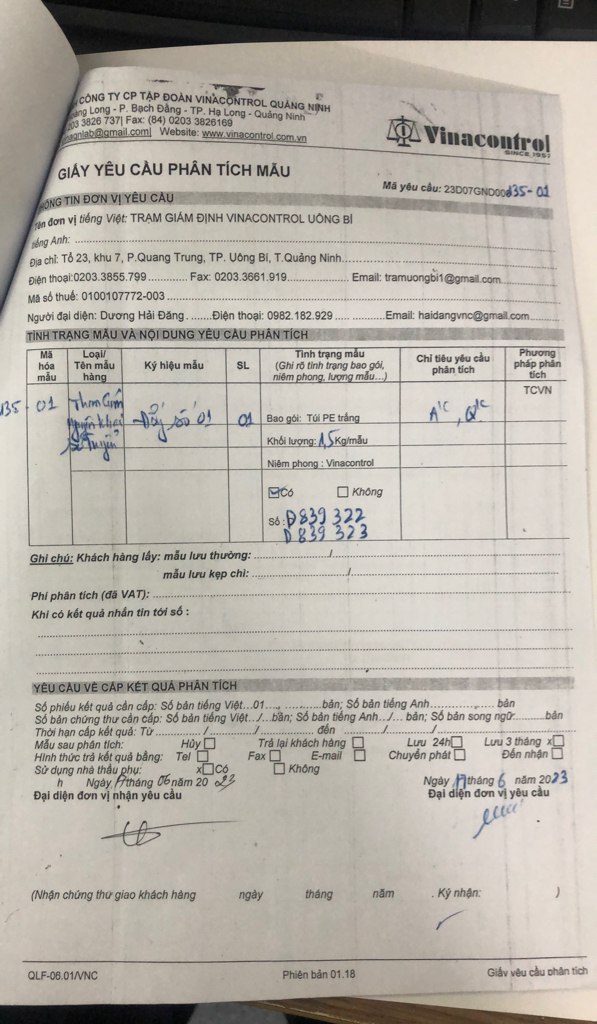 CÔNG TY CP TẬP ĐOÀN VINACONTROL QUẢNG NINH
Long - P. Bạch Đằng - TP. Hạ Long - Quảng Ninh
203 3826 737| Fax: (84) 0203 3826169
lab@gmail.com| Website: www.vinacontrol.com.vn
Vinacontrol
SINCE 1957
GIẤY YÊU CẦU PHÂN TÍCH MẪU
Mã yêu cầu: 23D07GND00835-01
THÔNG TIN ĐƠN VỊ YÊU CẦU
Tên đơn vị tiếng Việt: TRẠM GIÁM ĐỊNH VINACONTROL UÔNG BÍ
tiếng Anh:
Địa chỉ: Tổ 23, khu 7, P.Quang Trung, TP. Uông Bí, T.Quảng Ninh
Điện thoại:0203.3855.799 Fax: 0203.3661.919 Email: tramuongbi1@gmail.com
Mã số thuế: 0100107772-003
Người đại diện: Dương Hải Đăng Điện thoại: 0982.182.929 Email: haidangvnc@gmail.com
TÌNH TRẠNG MẪU VÀ NỘI DUNG YÊU CẦU PHÂN TÍCH
Mã hóa mẫu Loại/ Tên mẫu hàng Ký hiệu mẫu SL Tình trạng mẫu (Ghi rõ tình trạng bao gói, niêm phong, lượng mẫu...) Chỉ tiêu yêu cầu phân tích Phương pháp phân tích
TCVN
835-01 Than nguyên khai số 01 01
Bao gói: Túi PE trắng
Khối lượng: 1,5Kg/mẫu
Niêm phong : Vinacontrol
☑Có ☐ Không
Số : D839 322
D 839 323
Ghi chú: Khách hàng lấy: mẫu lưu thường: /
mẫu lưu kẹp chì: /
Phí phân tích (đã VAT):
Khi có kết quả nhắn tin tới số :
YÊU CẦU VỀ CẤP KẾT QUẢ PHÂN TÍCH
Số phiếu kết quả cần cấp: Số bản tiếng Việt...01... bản; Số bản tiếng Anh bản
Số bản chứng thư cần cấp: Số bản tiếng Việt.../... bản; Số bản tiếng Anh.../... bản; Số bản song ngữ bản
Thời hạn cấp kết quả: Từ / / đến / /
Mẫu sau phân tích: Hủy ☐ Trả lại khách hàng ☐ Lưu 24h☐ Lưu 3 tháng x☐
Hình thức trả kết quả bằng: Tel ☐ Fax ☐ E-mail ☐ Chuyển phát ☐ Đến nhận ☐
Sử dụng nhà thầu phụ: x☐Có ☐ Không
h Ngày 17tháng 06 năm 2023 Ngày 17tháng 6 năm 2023
Đại diện đơn vị nhận yêu cầu Đại diện đơn vị yêu cầu
(Nhận chứng thư giao khách hàng ngày tháng năm . Ký nhận: )
QLF-06.01/VNC Phiên bản 01.18 Giấy yêu cầu phân tích